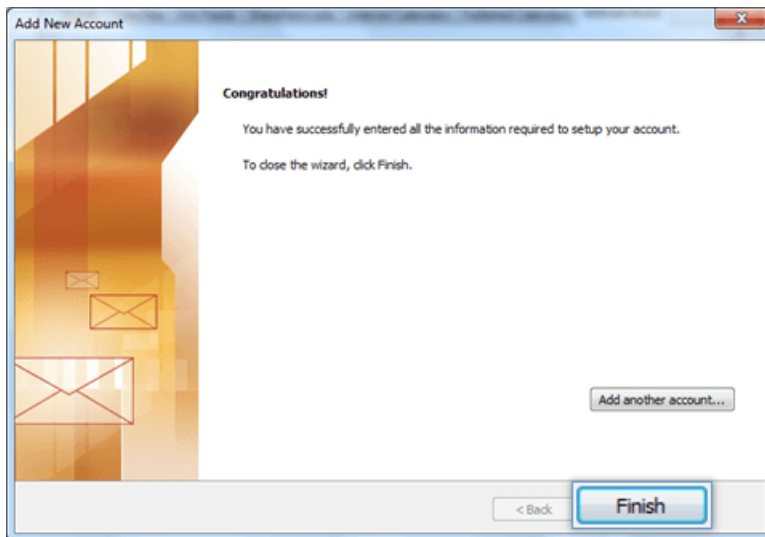 Add New Account
Congratulations!
You have successfully entered all the information required to setup your account.
To close the wizard, click Finish.
Add another account...
< Back
Finish